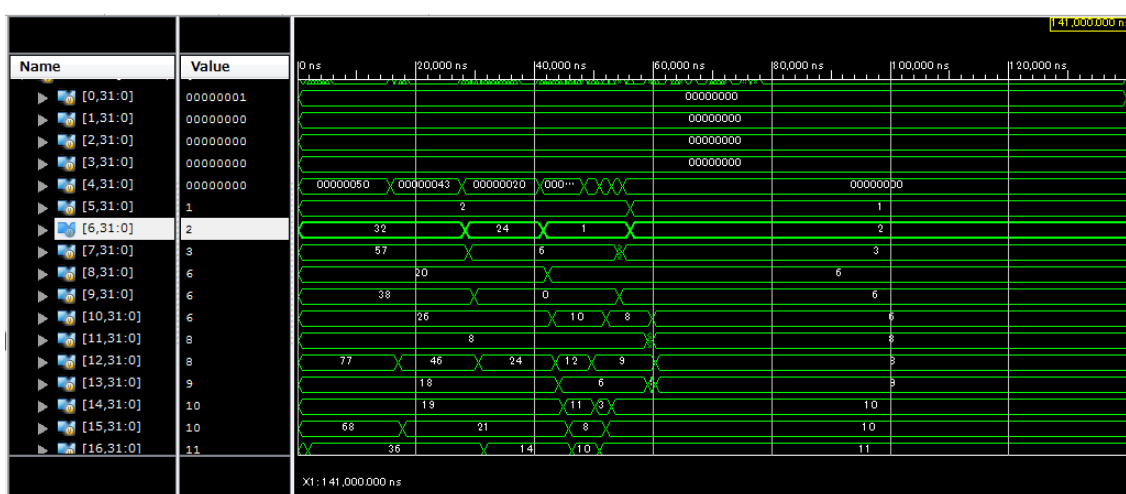 141,000.000 n
Name Value 0 ns 20,000 ns 40,000 ns 60,000 ns 80,000 ns 100,000 ns 120,000 ns
[0,31:0] 00000001 00000000
[1,31:0] 00000000 00000000
[2,31:0] 00000000 00000000
[3,31:0] 00000000 00000000
[4,31:0] 00000000 00000050 00000043 00000020 000··· 00000000
[5,31:0] 1 2 1
[6,31:0] 2 32 24 1 2
[7,31:0] 3 57 6 3
[8,31:0] 6 20 6
[9,31:0] 6 38 0 6
[10,31:0] 6 26 10 8 6
[11,31:0] 8 8 8
[12,31:0] 8 77 46 24 12 9 8
[13,31:0] 9 18 6 9
[14,31:0] 10 19 11 3 10
[15,31:0] 10 68 21 8 10
[16,31:0] 11 36 14 10 11
X1: 141,000.000 ns